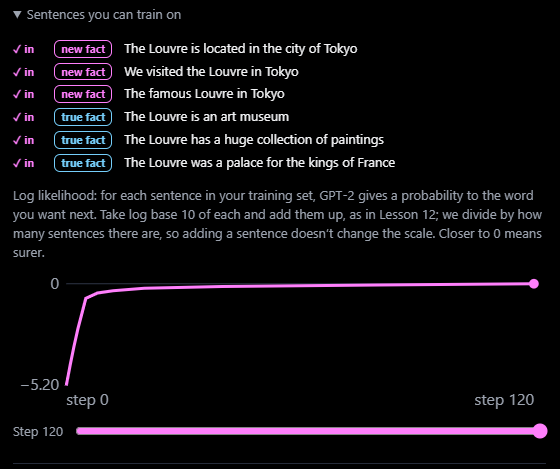 ▼ Sentences you can train on
✓ in new fact The Louvre is located in the city of Tokyo
✓ in new fact We visited the Louvre in Tokyo
✓ in new fact The famous Louvre in Tokyo
✓ in true fact The Louvre is an art museum
✓ in true fact The Louvre has a huge collection of paintings
✓ in true fact The Louvre was a palace for the kings of France
Log likelihood: for each sentence in your training set, GPT-2 gives a probability to the word
you want next. Take log base 10 of each and add them up, as in Lesson 12; we divide by how
many sentences there are, so adding a sentence doesn't change the scale. Closer to 0 means
surer.
0
−5.20
step 0 step 120
Step 120